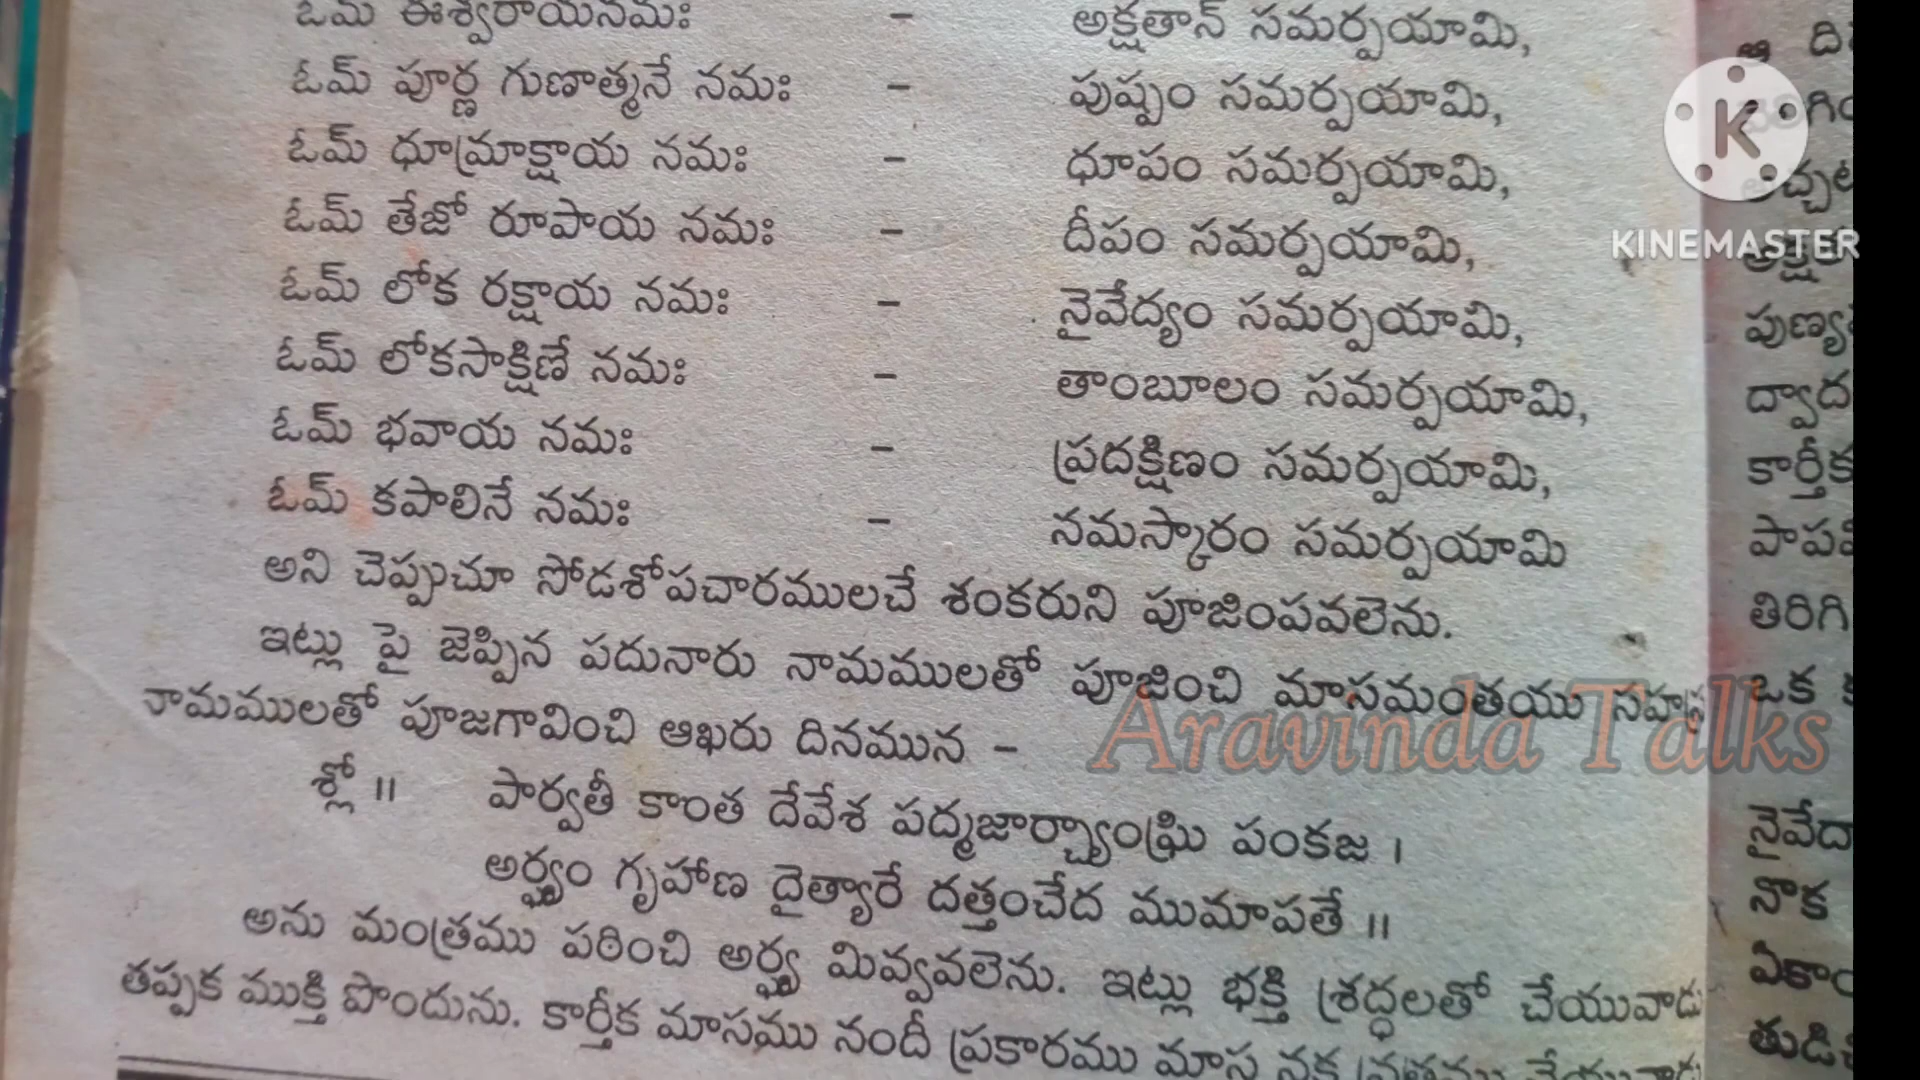 ఓమ్ ఈశ్వరాయనమః – అక్షతాన్ సమర్పయామి,
ఓమ్ పూర్ణ గుణాత్మనే నమః – పుష్పం సమర్పయామి,
ఓమ్ ధూమ్రాక్షాయ నమః – ధూపం సమర్పయామి,
ఓమ్ తేజో రూపాయ నమః – దీపం సమర్పయామి,
ఓమ్ లోక రక్షాయ నమః – నైవేద్యం సమర్పయామి,
ఓమ్ లోకసాక్షిణే నమః – తాంబూలం సమర్పయామి,
ఓమ్ భవాయ నమః – ప్రదక్షిణం సమర్పయామి,
ఓమ్ కపాలినే నమః – నమస్కారం సమర్పయామి
అని చెప్పుచూ సోడశోపచారములచే శంకరుని పూజింపవలెను.
ఇట్లు పై జెప్పిన పదునారు నామములతో పూజించి మాసమంతయు సహస్ర
నామములతో పూజగావించి ఆఖరు దినమున –
శ్లో ॥ పార్వతీ కాంత దేవేశ పద్మజార్చ్యాంఘ్రి పంకజ ।
అర్ఘ్యం గృహాణ దైత్యారే దత్తంచేద ముమాపతే ॥
అను మంత్రము పఠించి అర్ఘ్య మివ్వవలెను. ఇట్లు భక్తి శ్రద్ధలతో చేయువాడు
తప్పక ముక్తి పొందును. కార్తీక మాసము నందీ ప్రకారము మాస
పుణ్య
ద్వాద
కార్తీక
తిరిగి
ఒక
నొక
తుడి
KINEMASTER
Aravinda Talks